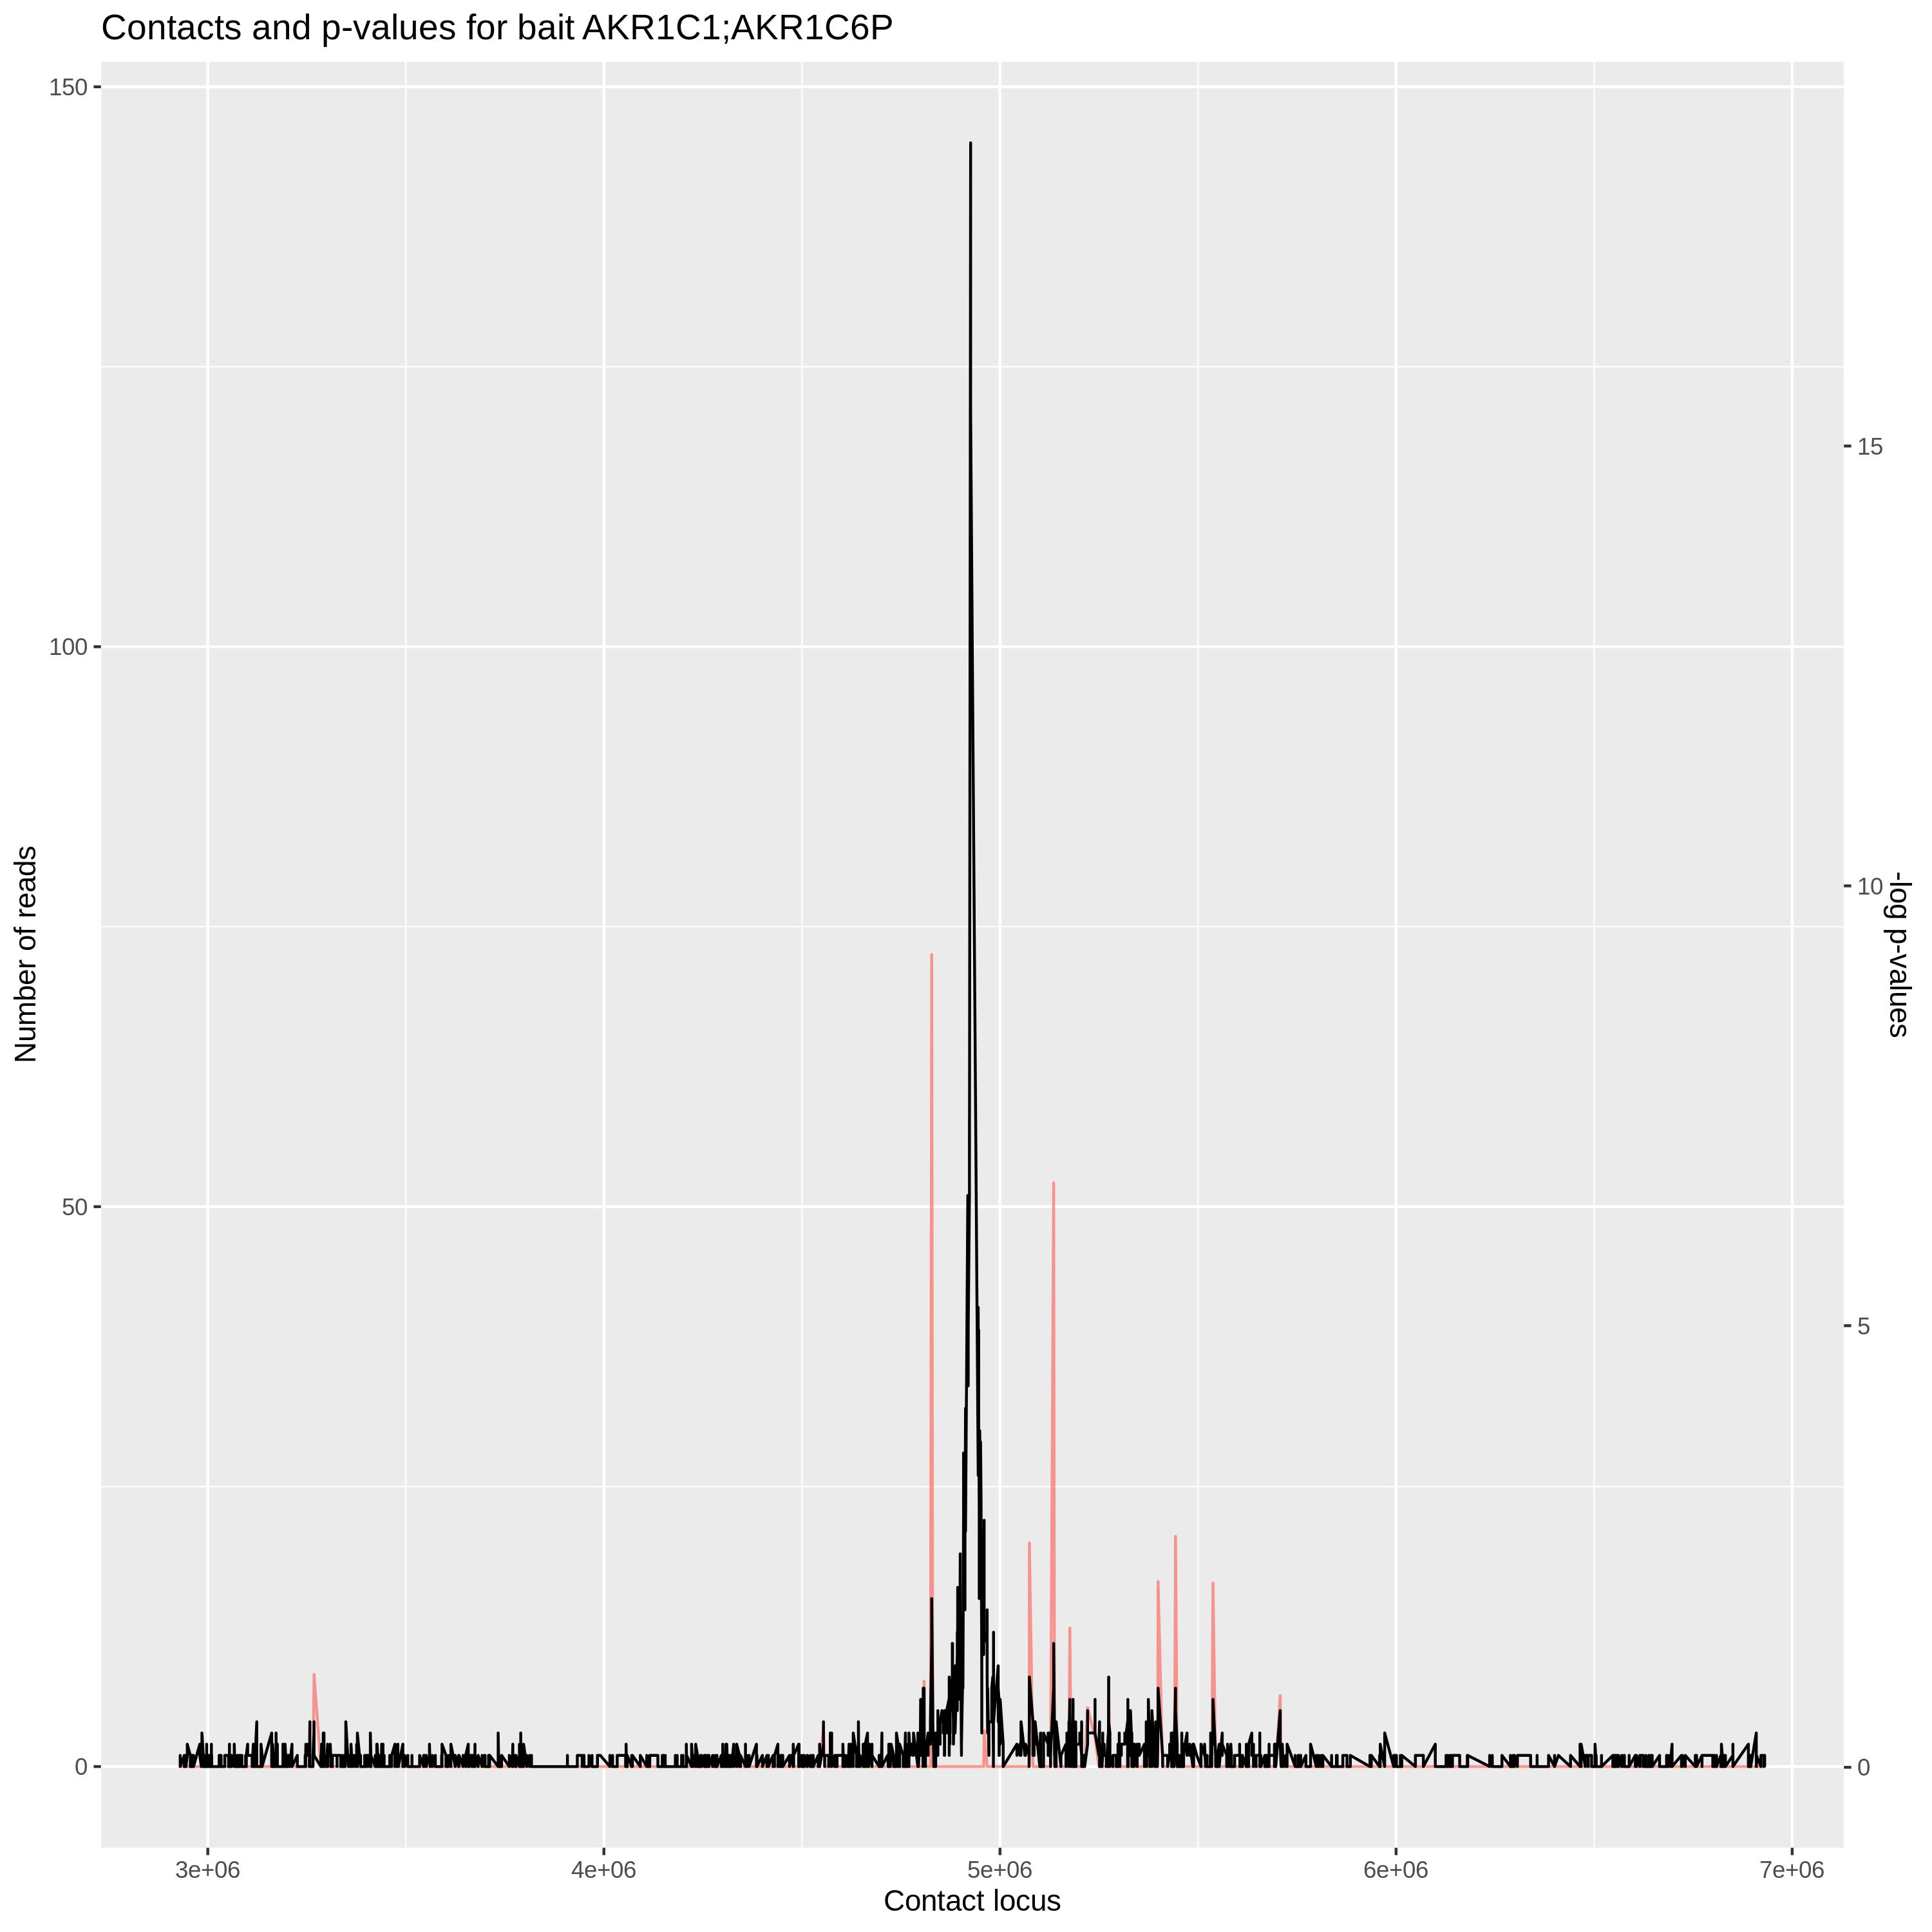 Contacts and p-values for bait AKR1C1;AKR1C6P
150
100
50
0
Number of reads
15
10
5
0
-log p-values
3e+06
4e+06
5e+06
6e+06
7e+06
Contact locus